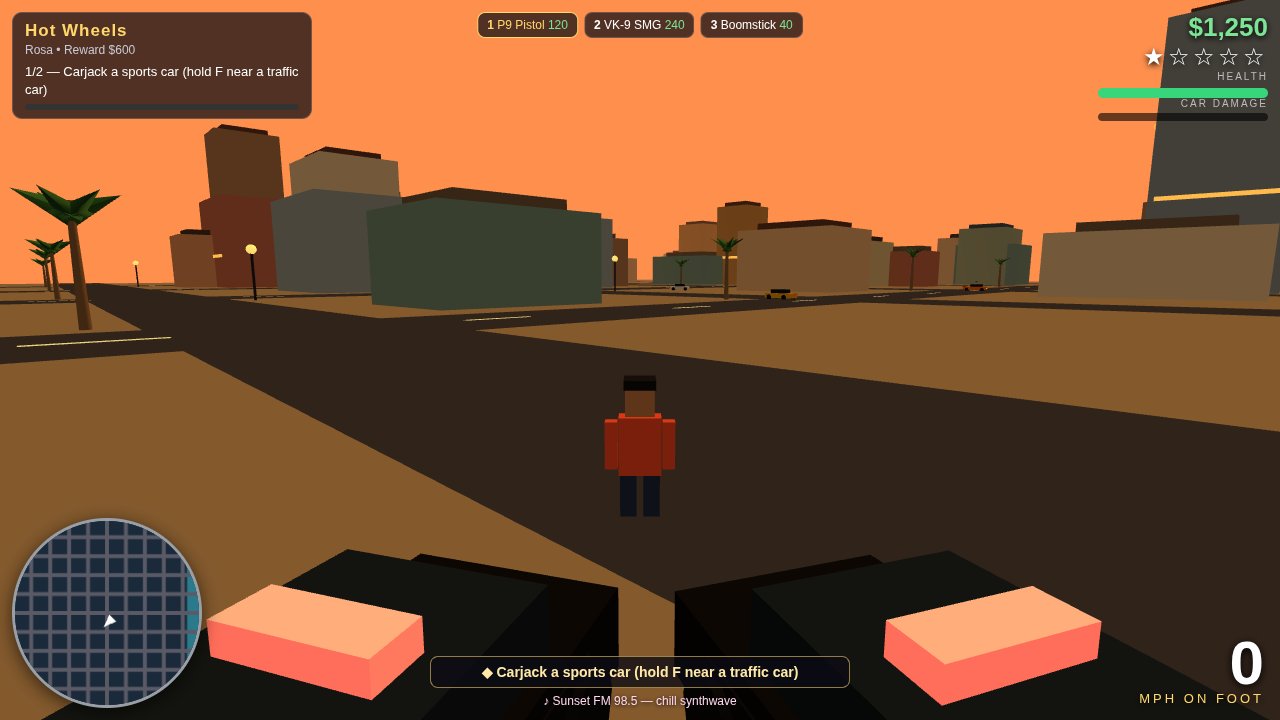 Hot Wheels
Rosa • Reward $600
1/2 — Carjack a sports car (hold F near a traffic
car)
1 P9 Pistol 120
2 VK-9 SMG 240
3 Boomstick 40
$1,250
★☆☆☆☆
HEALTH
CAR DAMAGE
◆ Carjack a sports car (hold F near a traffic car)
♪ Sunset FM 98.5 — chill synthwave
0
MPH ON FOOT